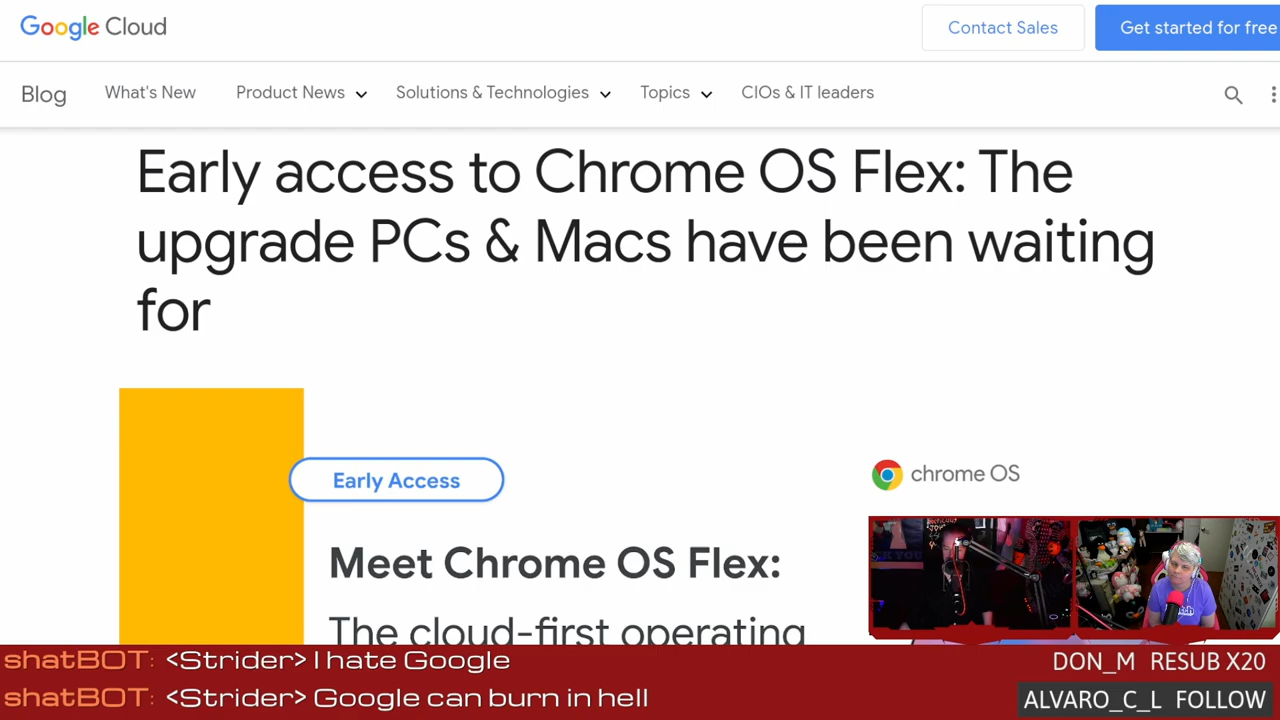 Google Cloud
Contact Sales
Get started for free
Blog
What's New
Product News
Solutions & Technologies
Topics
CIOs & IT leaders
Early access to Chrome OS Flex: The
upgrade PCs & Macs have been waiting
for
Early Access
chrome OS
Meet Chrome OS Flex:
The cloud-first operating
shatBOT: <Strider> I hate Google
shatBOT: <Strider> Google can burn in hell
DON_M RESUB X20
ALVARO_C_L FOLLOW